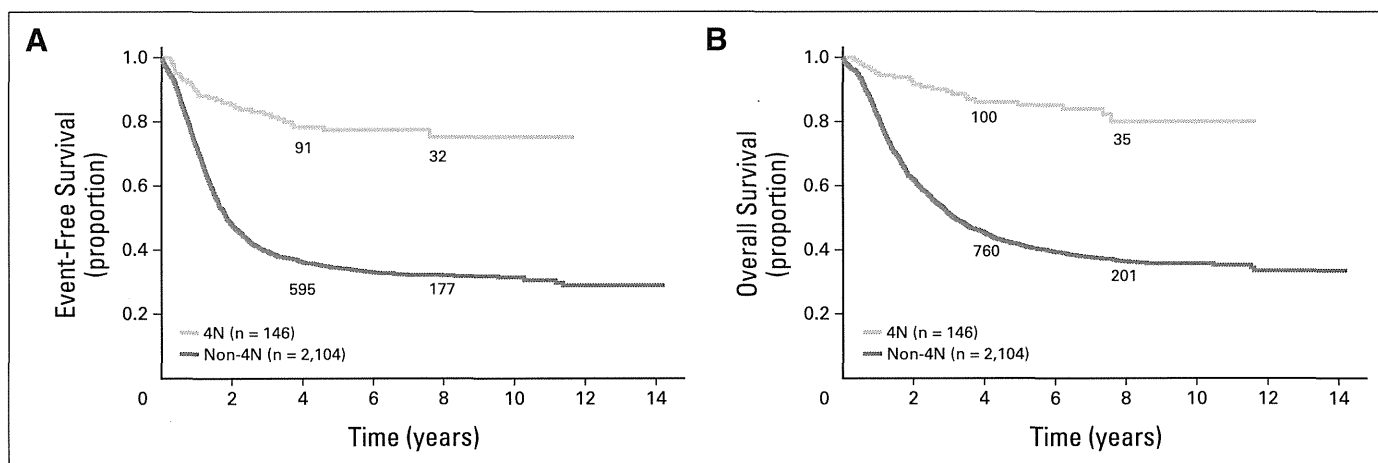 A
Event-Free Survival
(proportion)
1.0
0.8
0.6
0.4
0.2
0
2
4
6
8
10
12
14
91
32
595
177
4N (n = 146)
Non-4N (n = 2,104)
Time (years)
B
Overall Survival
(proportion)
1.0
0.8
0.6
0.4
0.2
0
2
4
6
8
10
12
14
100
35
760
201
4N (n = 146)
Non-4N (n = 2,104)
Time (years)